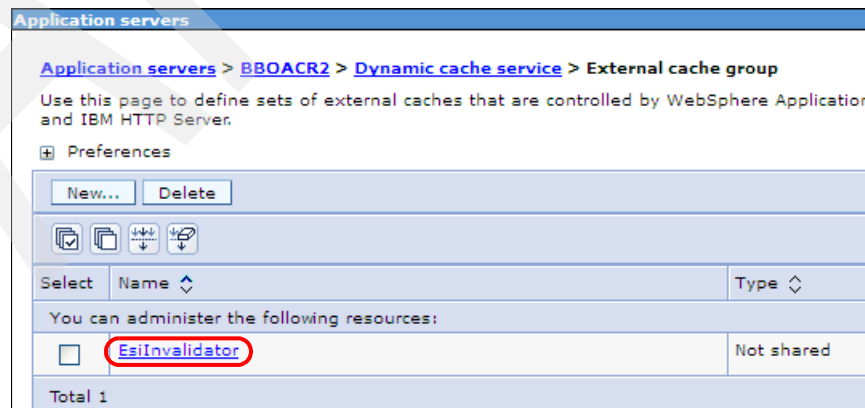 Application servers
Application servers > BBOACR2 > Dynamic cache service > External cache group
Use this page to define sets of external caches that are controlled by WebSphere Application
and IBM HTTP Server.
Preferences
New... Delete
Select Name Type
You can administer the following resources:
EsiInvalidator Not shared
Total 1